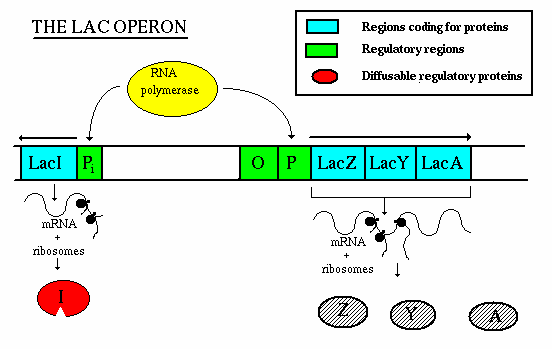 THE LAC OPERON
Regions coding for proteins
Regulatory regions
Diffusable regulatory proteins
RNA
polymerase
LacI
Pi
O
P
LacZ
LacY
LacA
mRNA
+
ribosomes
I
mRNA
+
ribosomes
Z
Y
A